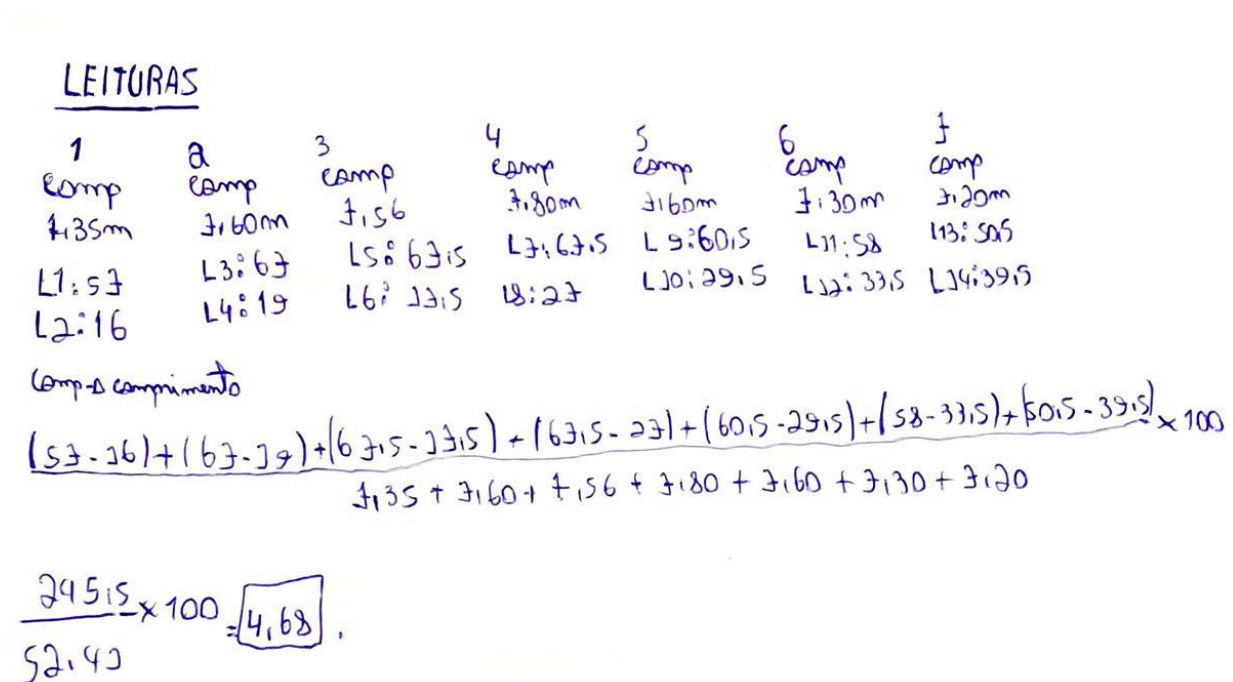 LEITURAS
1 2 3 4 5 6 7
comp comp comp comp comp comp comp
7,35m 7,60m 7,56 7,80m 7,60m 7,30m 7,20m
L1:57 L3:67 L5:67,5 L7:67,5 L9:60,5 L11:58 L13:50,5
L2:16 L4:19 L6:17,5 L8:27 L10:29,5 L12:33,5 L14:39,5
Comp→comprimento
(57-16)+(67-19)+(67,5-17,5)+(67,5-27)+(60,5-29,5)+(58-33,5)+(50,5-39,5) x100
7,35+7,60+7,56+7,80+7,60+7,30+7,20
245,5 x100 = 4,68.
52,41